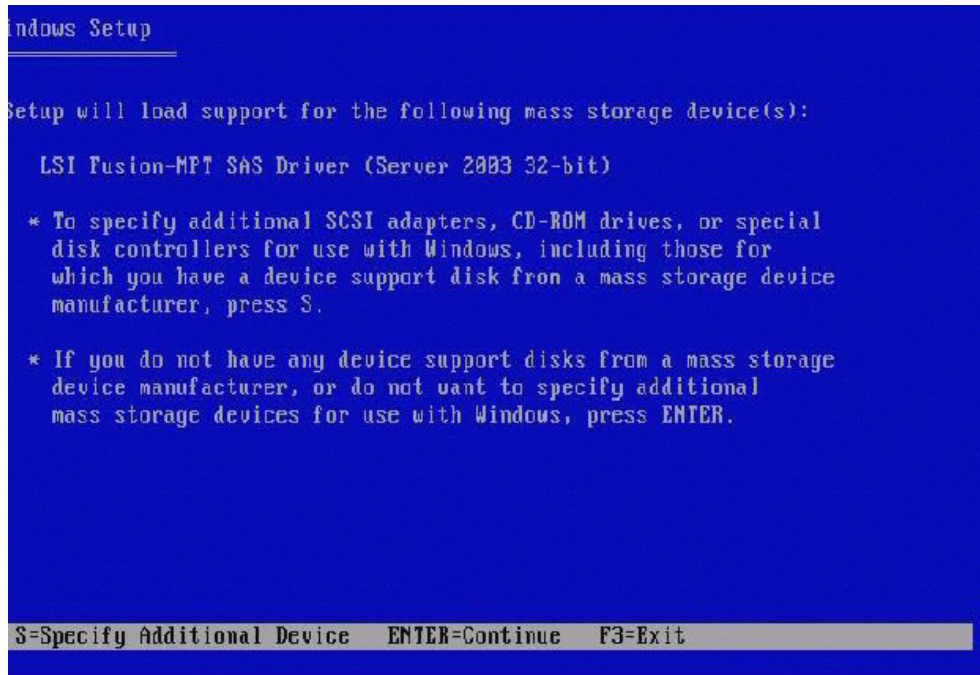 indows Setup
Setup will load support for the following mass storage device(s):
LSI Fusion-MPT SAS Driver (Server 2003 32-bit)
* To specify additional SCSI adapters, CD-ROM drives, or special
disk controllers for use with Windows, including those for
which you have a device support disk from a mass storage device
manufacturer, press S.
* If you do not have any device support disks from a mass storage
device manufacturer, or do not want to specify additional
mass storage devices for use with Windows, press ENTER.
S=Specify Additional Device ENTER=Continue F3=Exit